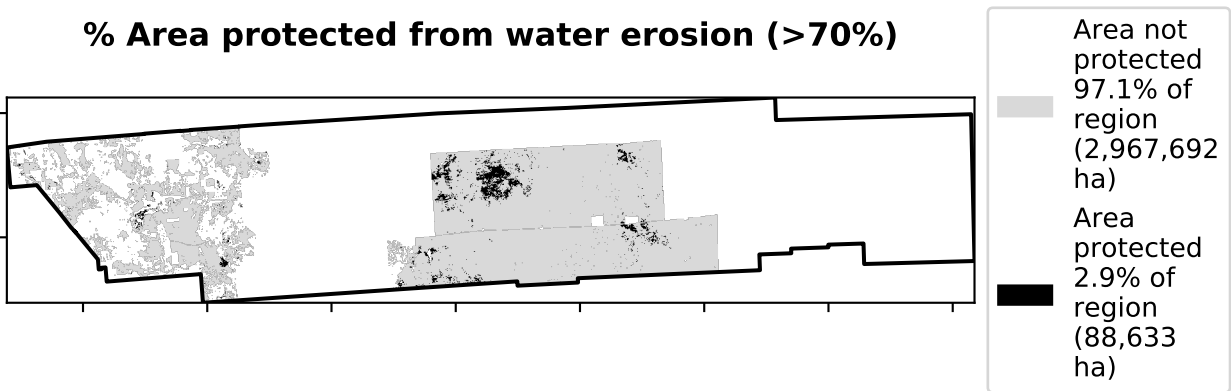 % Area protected from water erosion (>70%)
Area not
protected
97.1% of
region
(2,967,692
ha)
Area
protected
2.9% of
region
(88,633
ha)